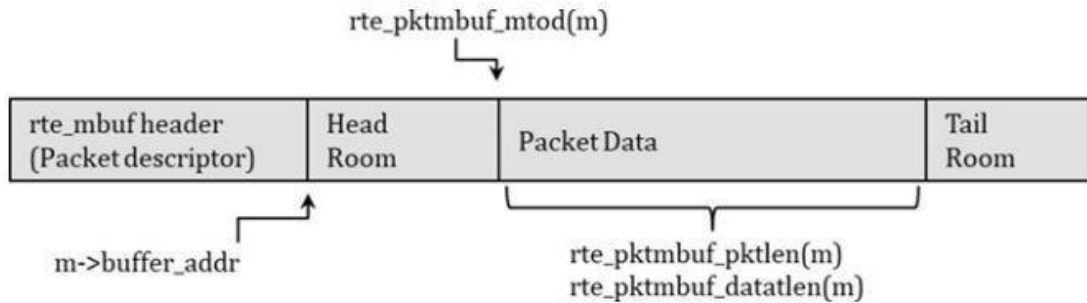 rte_pktmbuf_mtod(m)
rte_mbuf header
(Packet descriptor)
Head
Room
Packet Data
Tail
Room
m->buffer_addr
rte_pktmbuf_pktlen(m)
rte_pktmbuf_datatlen(m)